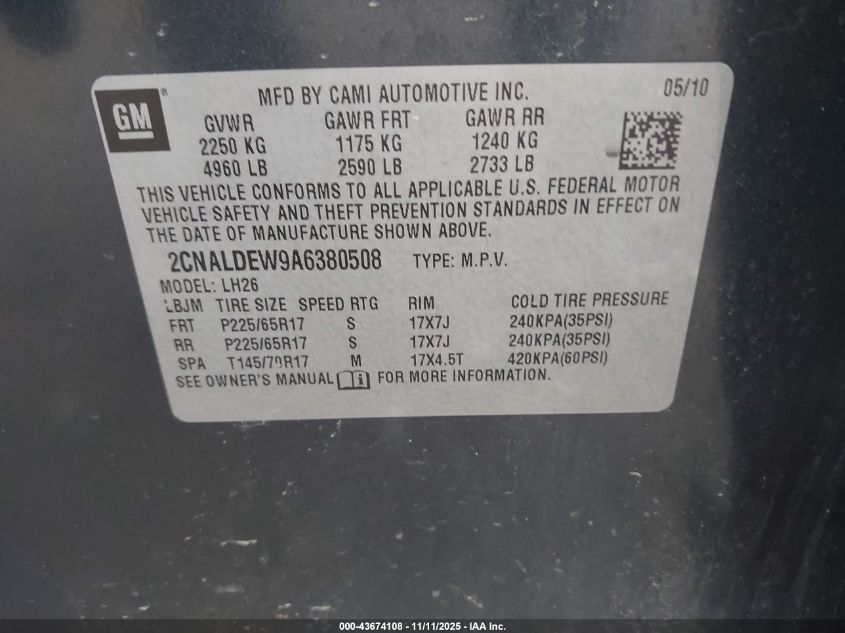 GM ®
MFD BY CAMI AUTOMOTIVE INC. 05/10
GVWR GAWR FRT GAWR RR
2250 KG 1175 KG 1240 KG
4960 LB 2590 LB 2733 LB
THIS VEHICLE CONFORMS TO ALL APPLICABLE U.S. FEDERAL MOTOR
VEHICLE SAFETY AND THEFT PREVENTION STANDARDS IN EFFECT ON
THE DATE OF MANUFACTURE SHOWN ABOVE.
2CNALDEW9A6380508 TYPE: M.P.V.
MODEL: LH26
LBJM TIRE SIZE SPEED RTG RIM COLD TIRE PRESSURE
FRT P225/65R17 S 17X7J 240KPA(35PSI)
RR P225/65R17 S 17X7J 240KPA(35PSI)
SPA T145/70R17 M 17X4.5T 420KPA(60PSI)
SEE OWNER'S MANUAL FOR MORE INFORMATION.
000-43674108 - 11/11/2025 - IAA Inc.